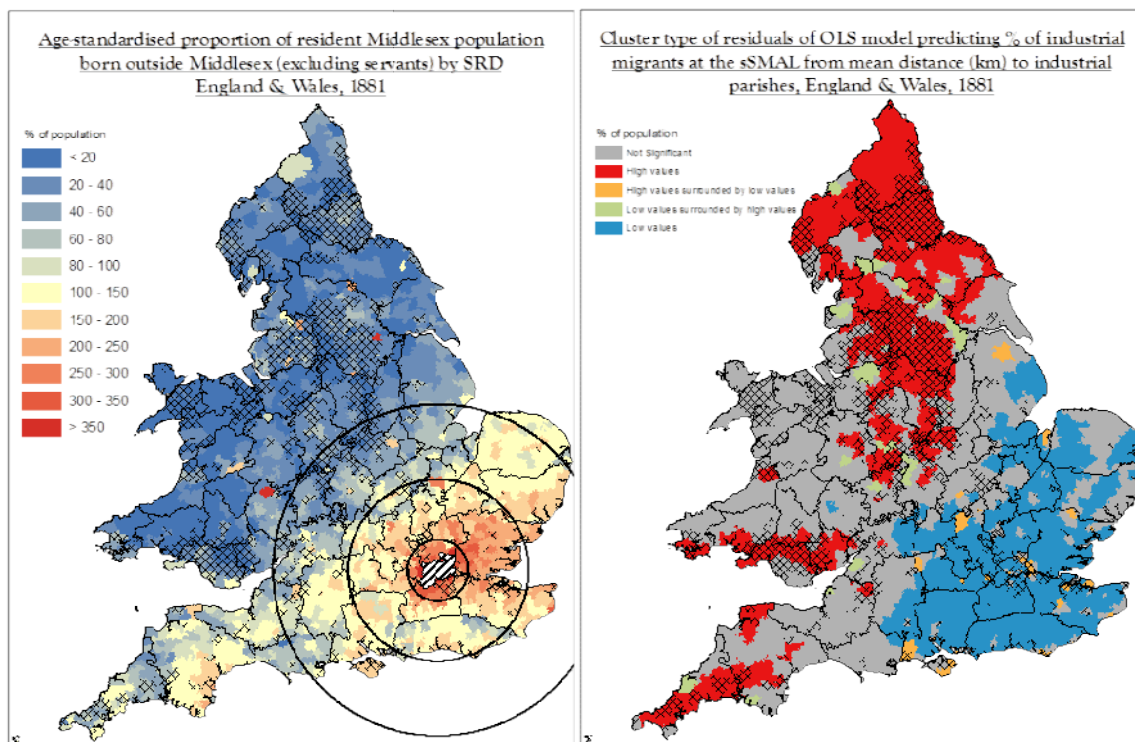 Age-standardised proportion of resident Middlesex population
born outside Middlesex (excluding servants) by SRD
England & Wales, 1881
% of population
< 20
20 - 40
40 - 60
60 - 80
80 - 100
100 - 150
150 - 200
200 - 250
250 - 300
300 - 350
> 350
Cluster type of residuals of OLS model predicting % of industrial
migrants at the sSMAL from mean distance (km) to industrial
parishes, England & Wales, 1881
% of population
Not Significant
High values
High values surrounded by low values
Low values surrounded by high values
Low values